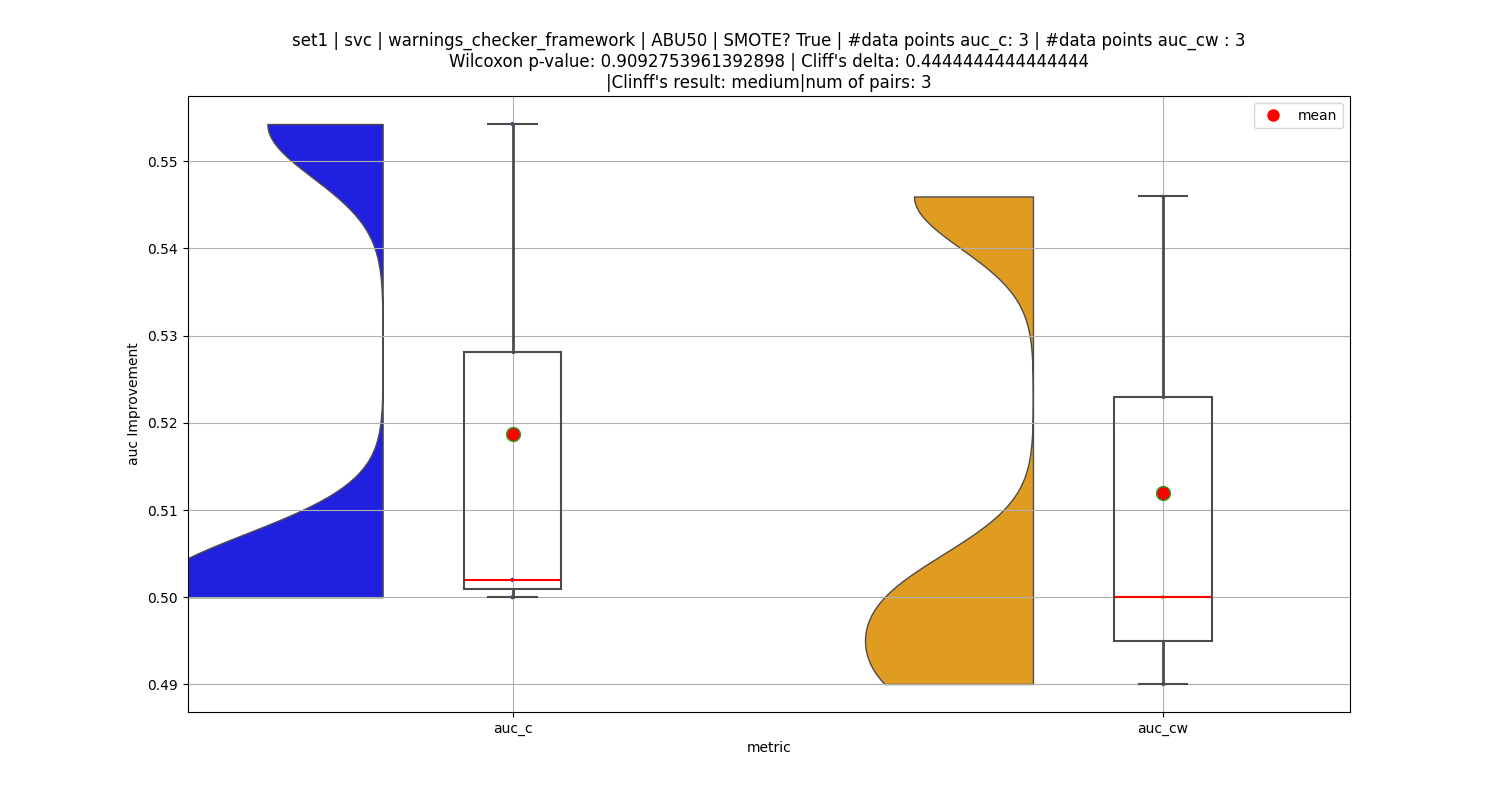 set1 | svc | warnings_checker_framework | ABU50 | SMOTE? True | #data points auc_c: 3 | #data points auc_cw : 3
Wilcoxon p-value: 0.9092753961392898 | Cliff's delta: 0.4444444444444444
|Clinff's result: medium|num of pairs: 3
mean
0.55
0.54
0.53
0.52
0.51
0.50
0.49
auc Improvement
auc_c
auc_cw
metric